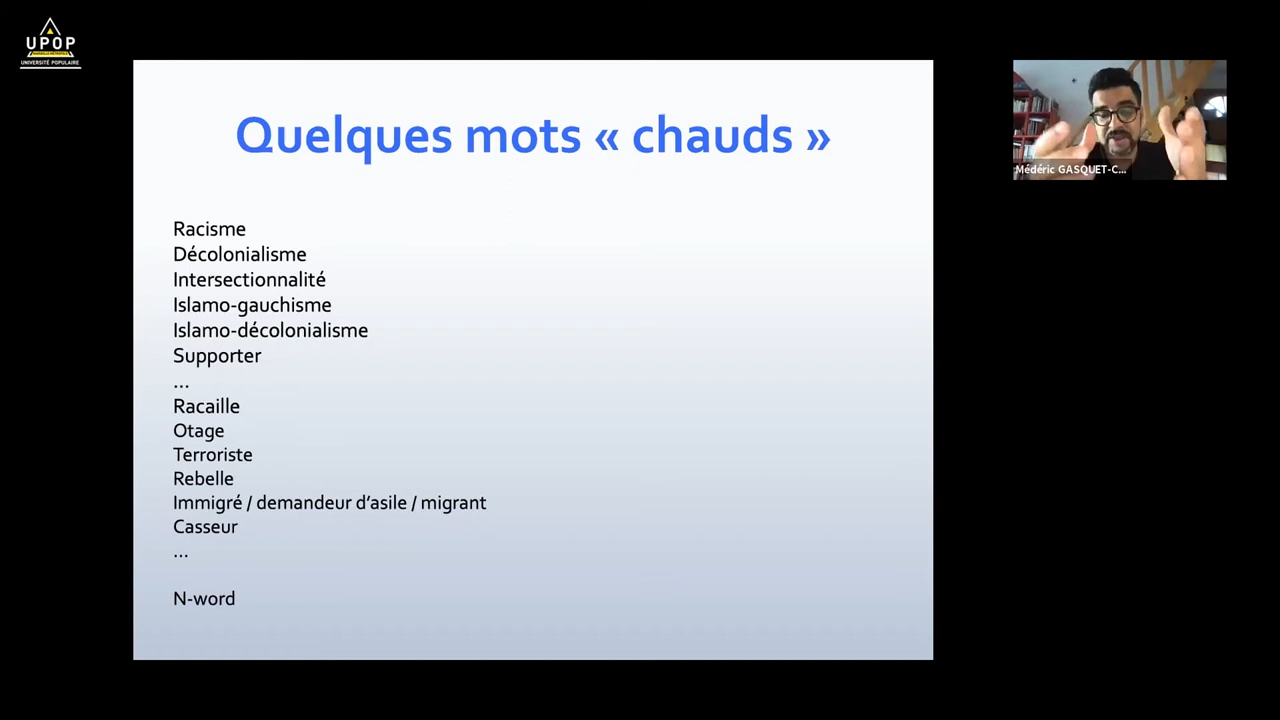 UPOP
UNIVERSITÉ POPULAIRE
Quelques mots « chauds »
Racisme
Décolonialisme
Intersectionnalité
Islamo-gauchisme
Islamo-décolonialisme
Supporter
...
Racaille
Otage
Terroriste
Rebelle
Immigré / demandeur d’asile / migrant
Casseur
...
N-word
Médéric GASQUET-C...